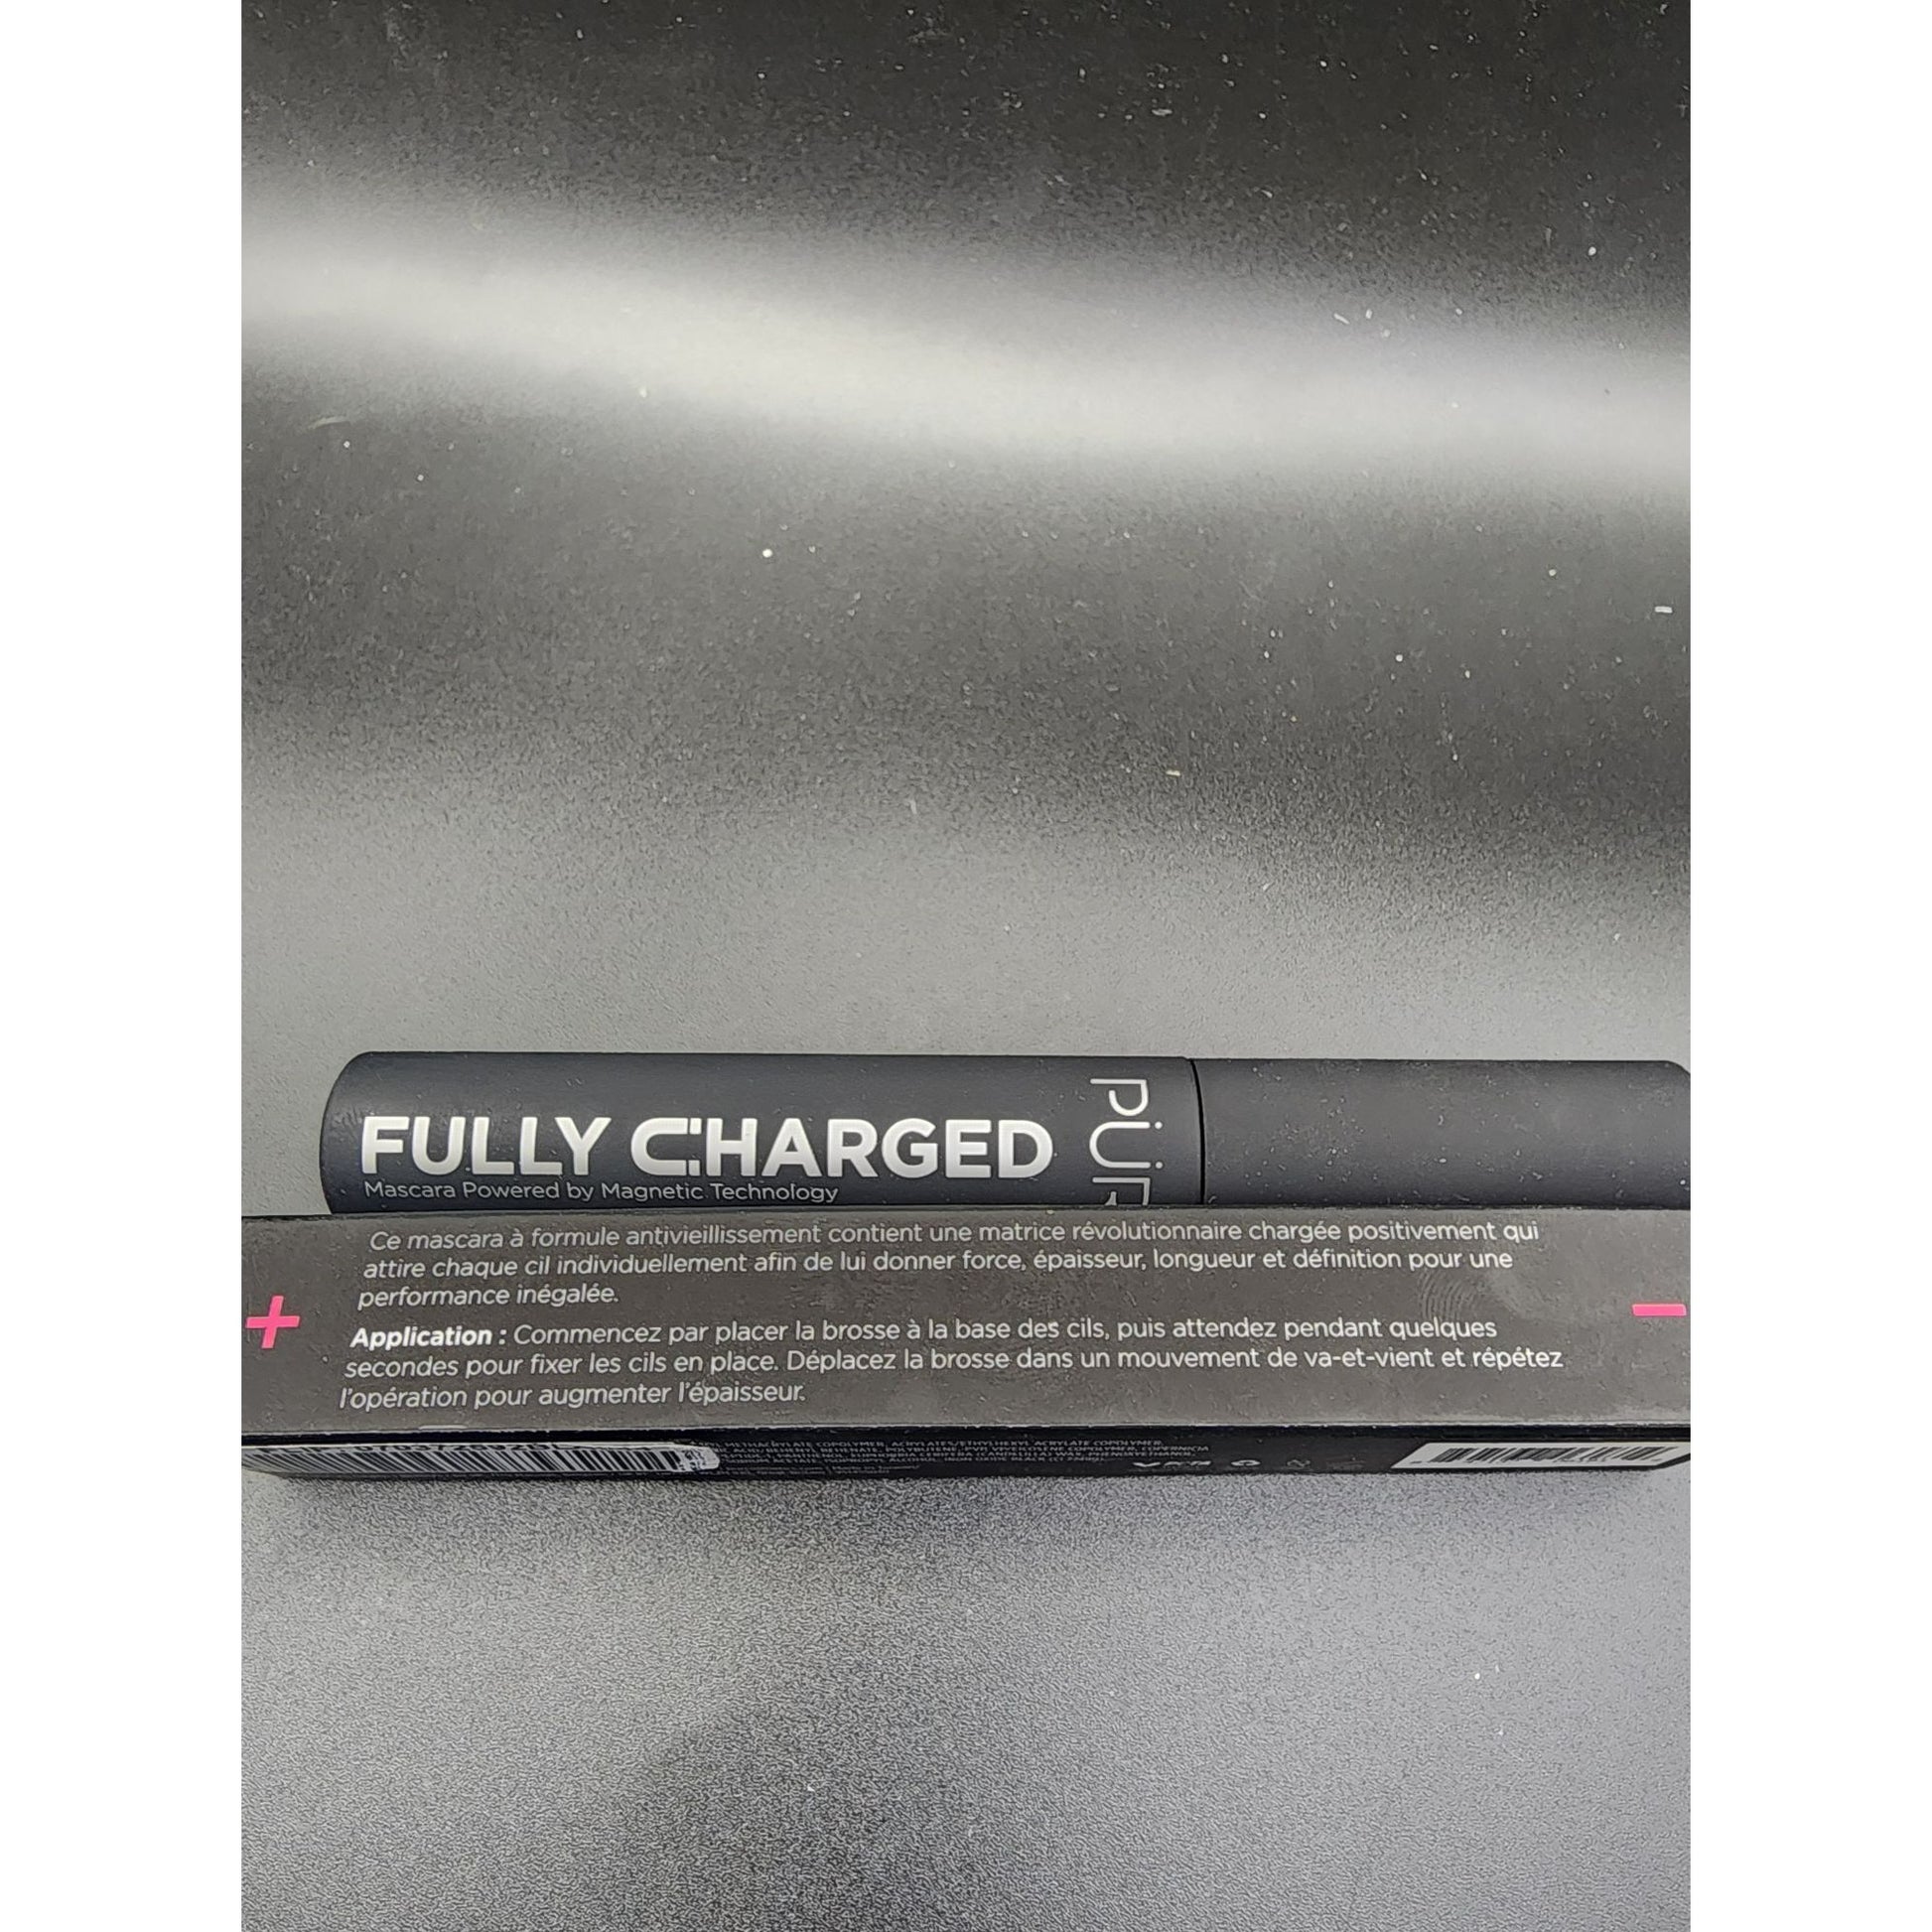 FULLY CHARGED
Mascara Powered by Magnetic Technology
PÜR
Ce mascara à formule antivieillissement contient une matrice révolutionnaire chargée positivement qui
attire chaque cil individuellement afin de lui donner force, épaisseur, longueur et définition pour une
performance inégalée.
Application : Commencez par placer la brosse à la base des cils, puis attendez pendant quelques
secondes pour fixer les cils en place. Déplacez la brosse dans un mouvement de va-et-vient et répétez
l'opération pour augmenter l'épaisseur.
+
−